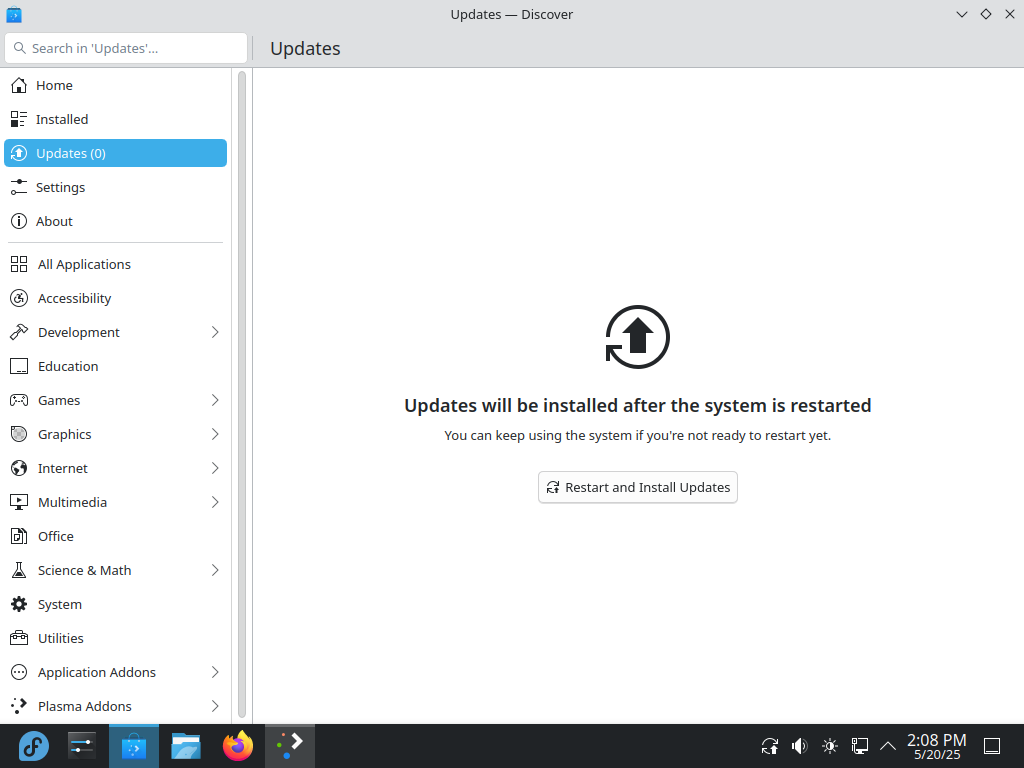 Updates — Discover
Search in 'Updates'...
Updates
Home
Installed
Updates (0)
Settings
About
All Applications
Accessibility
Development
Education
Games
Graphics
Internet
Multimedia
Office
Science & Math
System
Utilities
Application Addons
Plasma Addons
Updates will be installed after the system is restarted
You can keep using the system if you're not ready to restart yet.
Restart and Install Updates
2:08 PM
5/20/25